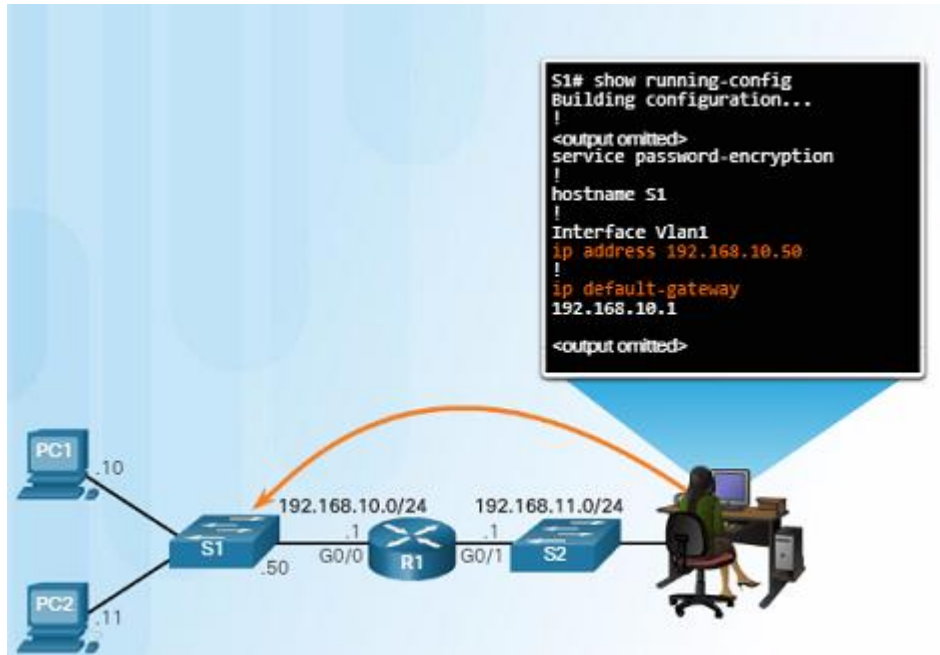 S1# show running-config
Building configuration...
!
<output omitted>
service password-encryption
!
hostname S1
!
Interface Vlan1
ip address 192.168.10.50
!
ip default-gateway
192.168.10.1
<output omitted>
PC1
.10
192.168.10.0/24
192.168.11.0/24
.1
.1
S1
G0/0
R1
G0/1
S2
.50
PC2
.11